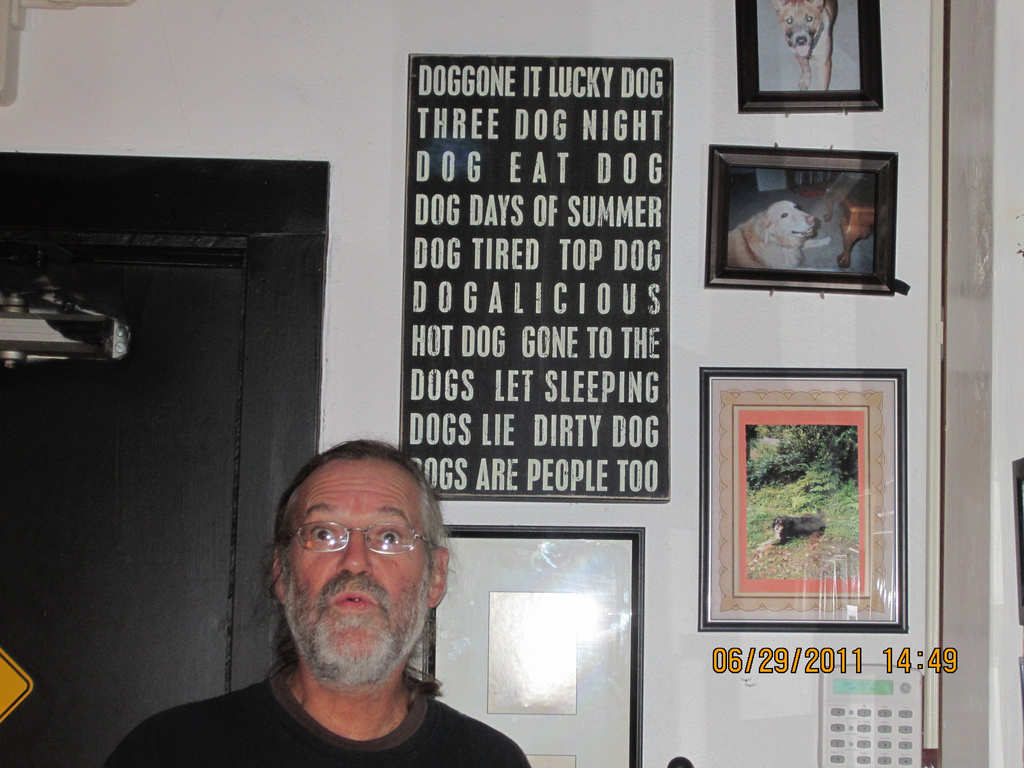 DOGGONE IT LUCKY DOG
THREE DOG NIGHT
DOG EAT DOG
DOG DAYS OF SUMMER
DOG TIRED TOP DOG
DOGALICIOUS
HOT DOG GONE TO THE
DOGS LET SLEEPING
DOGS LIE DIRTY DOG
DOGS ARE PEOPLE TOO
06/29/2011 14:49